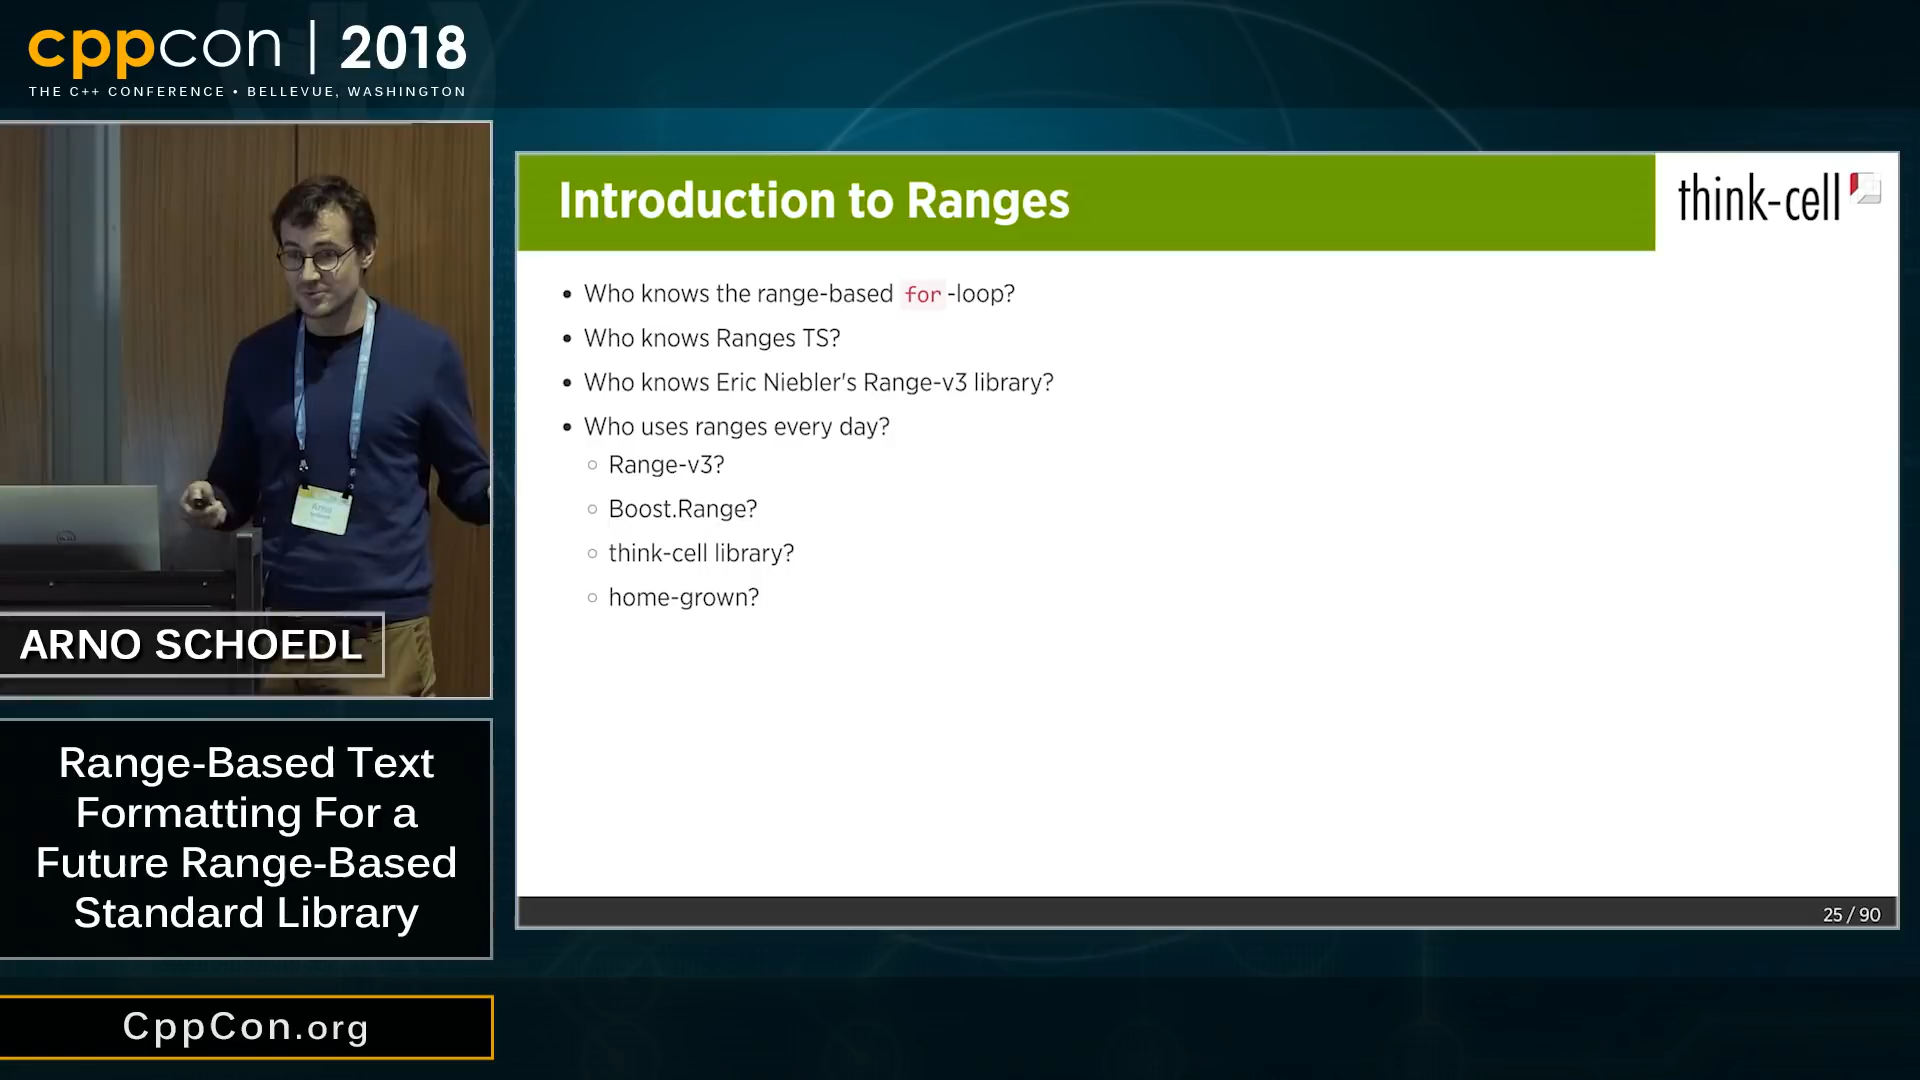 cppcon | 2018
THE C++ CONFERENCE • BELLEVUE, WASHINGTON
ARNO SCHOEDL
Range-Based Text
Formatting For a
Future Range-Based
Standard Library
CppCon.org
Introduction to Ranges
think-cell
• Who knows the range-based for -loop?
• Who knows Ranges TS?
• Who knows Eric Niebler's Range-v3 library?
• Who uses ranges every day?
○ Range-v3?
○ Boost.Range?
○ think-cell library?
○ home-grown?
25 / 90